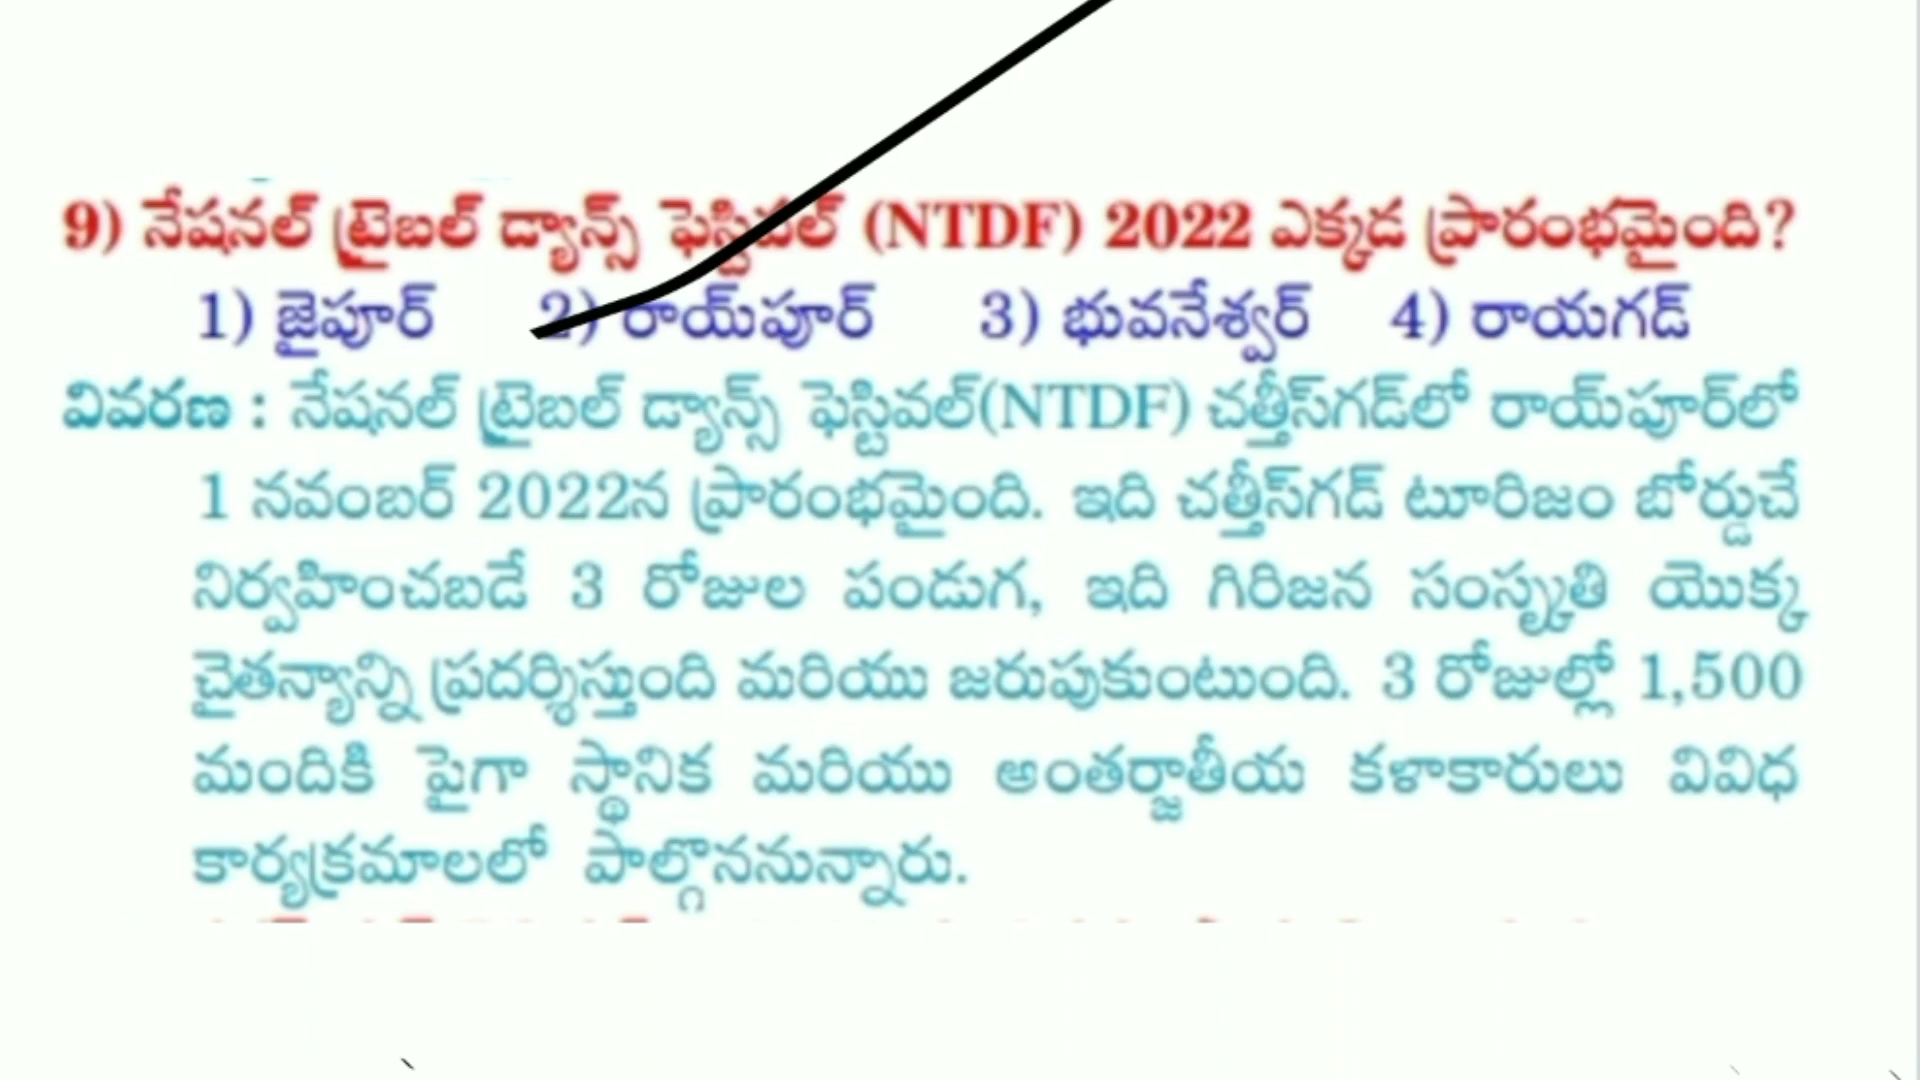 9) నేషనల్ ట్రైబల్ డ్యాన్స్ ఫెస్టివల్ (NTDF) 2022 ఎక్కడ ప్రారంభమైంది?
1) జైపూర్ 2) రాయ్‌పూర్ 3) భువనేశ్వర్ 4) రాయగడ్
వివరణ : నేషనల్ ట్రైబల్ డ్యాన్స్ ఫెస్టివల్(NTDF) చత్తీస్‌గడ్‌లో రాయ్‌పూర్‌లో
1 నవంబర్ 2022న ప్రారంభమైంది. ఇది చత్తీస్‌గడ్ టూరిజం బోర్డుచే
నిర్వహించబడే 3 రోజుల పండుగ, ఇది గిరిజన సంస్కృతి యొక్క
చైతన్యాన్ని ప్రదర్శిస్తుంది మరియు జరుపుకుంటుంది. 3 రోజుల్లో 1,500
మందికి పైగా స్థానిక మరియు అంతర్జాతీయ కళాకారులు వివిధ
కార్యక్రమాలలో పాల్గొననున్నారు.